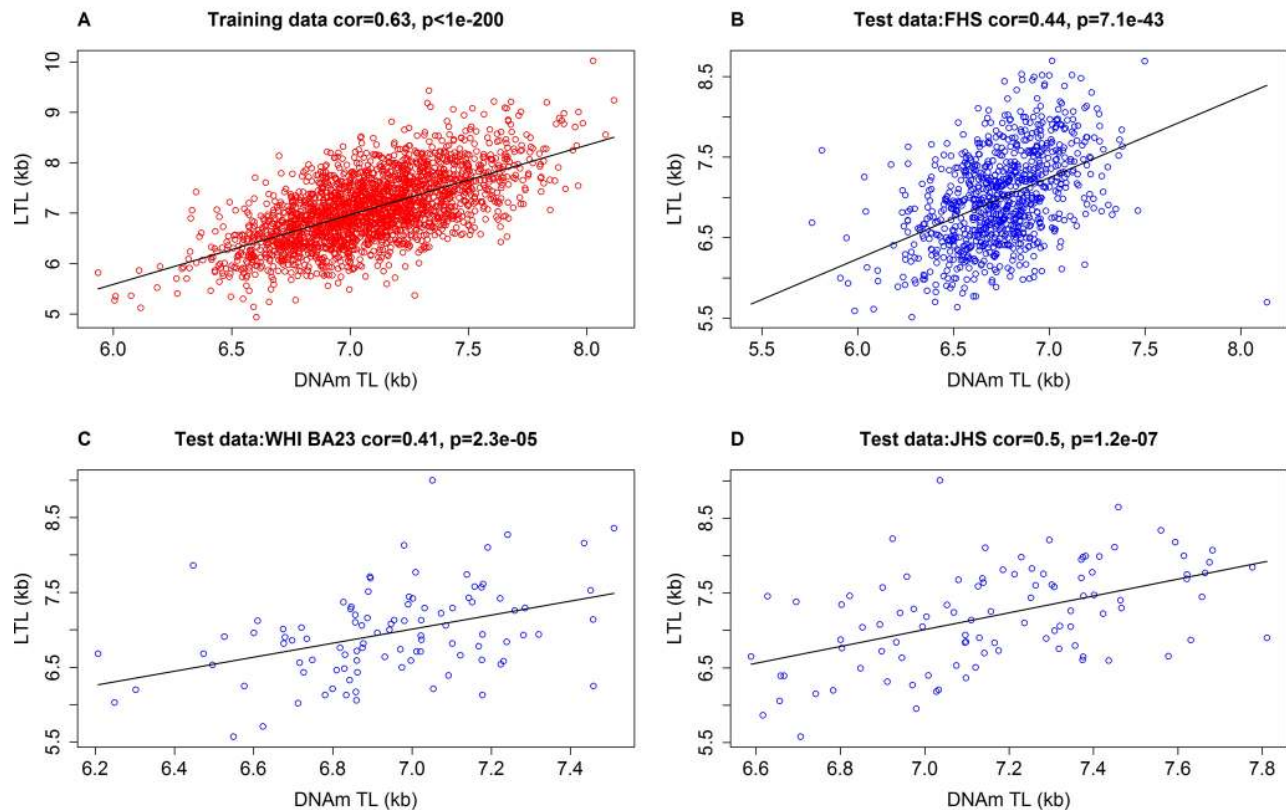 A Training data cor=0.63, p<1e-200
LTL (kb)
10
9
8
7
6
5
6.0 6.5 7.0 7.5 8.0
DNAm TL (kb)
B Test data:FHS cor=0.44, p=7.1e-43
LTL (kb)
8.5
7.5
6.5
5.5
5.5 6.0 6.5 7.0 7.5 8.0
DNAm TL (kb)
C Test data:WHI BA23 cor=0.41, p=2.3e-05
LTL (kb)
8.5
7.5
6.5
5.5
6.2 6.4 6.6 6.8 7.0 7.2 7.4
DNAm TL (kb)
D Test data:JHS cor=0.5, p=1.2e-07
LTL (kb)
8.5
7.5
6.5
5.5
6.6 6.8 7.0 7.2 7.4 7.6 7.8
DNAm TL (kb)